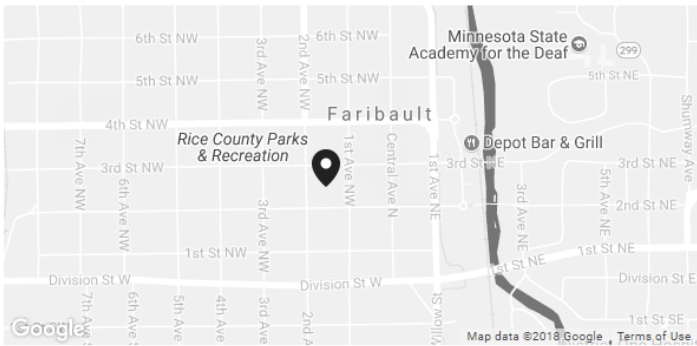 6th St NW
6th St NW
Minnesota State
Academy for the Deaf
299
3rd Ave NW
2nd Ave NW
5th St NW
5th St NW
5th St NE
Shumway Ave
Faribault
4th St NW
Rice County Parks
& Recreation
Depot Bar & Grill
7th Ave NW
6th Ave NW
3rd St NW
1st Ave NW
Central Ave N
1st Ave NE
3rd St NE
3rd St NE
5th Ave NE
2nd St NE
3rd Ave NW
3rd Ave NE
1st St NW
1st St NE
1st St NE
Division St W
Division St W
Division St E
7th Ave S
6th Ave S
5th Ave
4th Ave
3rd Ave
2nd A
Willow St
1st St SE
Google
Map data ©2018 Google
Terms of Use